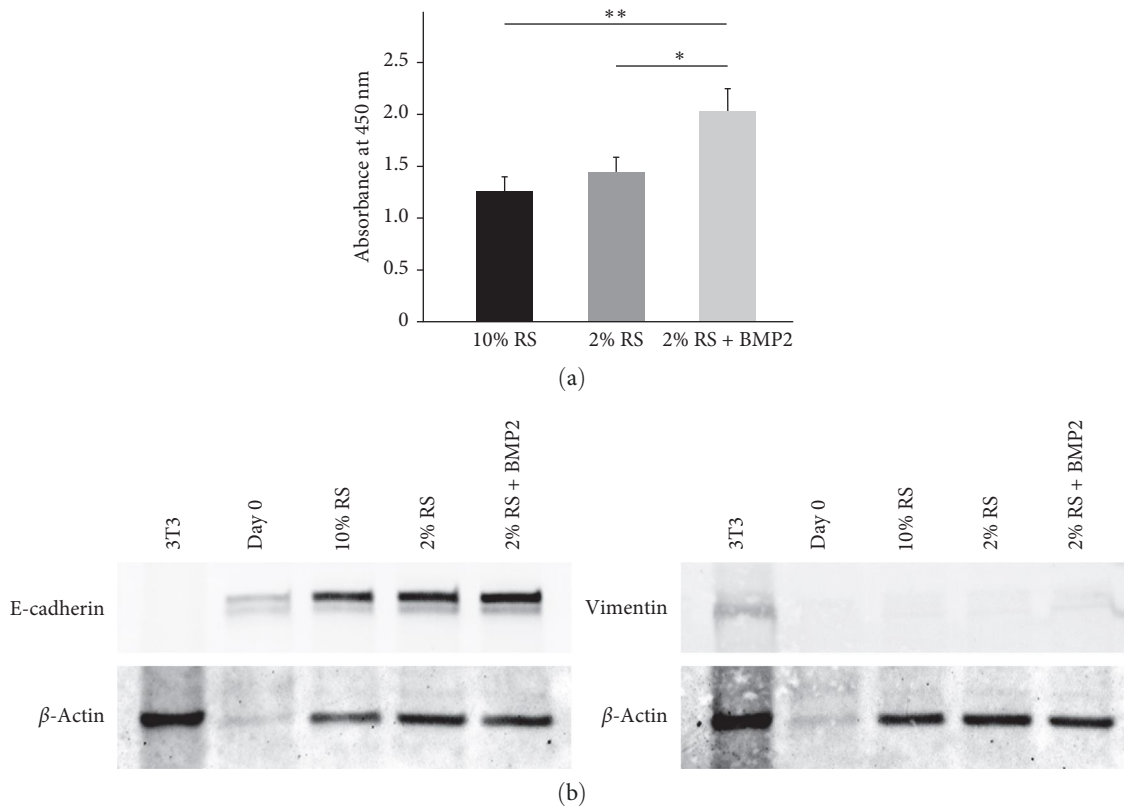 **
*
Absorbance at 450 nm
2.5
2.0
1.5
1.0
0.5
0
10% RS
2% RS
2% RS + BMP2
(a)
3T3
Day 0
10% RS
2% RS
2% RS + BMP2
E-cadherin
β-Actin
3T3
Day 0
10% RS
2% RS
2% RS + BMP2
Vimentin
β-Actin
(b)